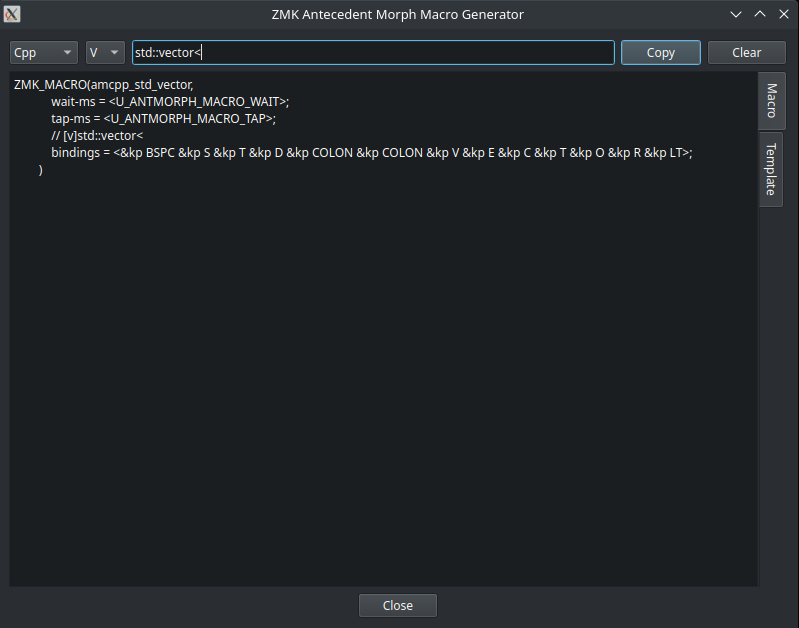 ZMK Antecedent Morph Macro Generator
Cpp V std::vector< Copy Clear
ZMK_MACRO(amcpp_std_vector,
wait-ms = <U_ANTMORPH_MACRO_WAIT>;
tap-ms = <U_ANTMORPH_MACRO_TAP>;
// [v]std::vector<
bindings = <&kp BSPC &kp S &kp T &kp D &kp COLON &kp COLON &kp V &kp E &kp C &kp T &kp O &kp R &kp LT>;
)
Macro
Template
Close